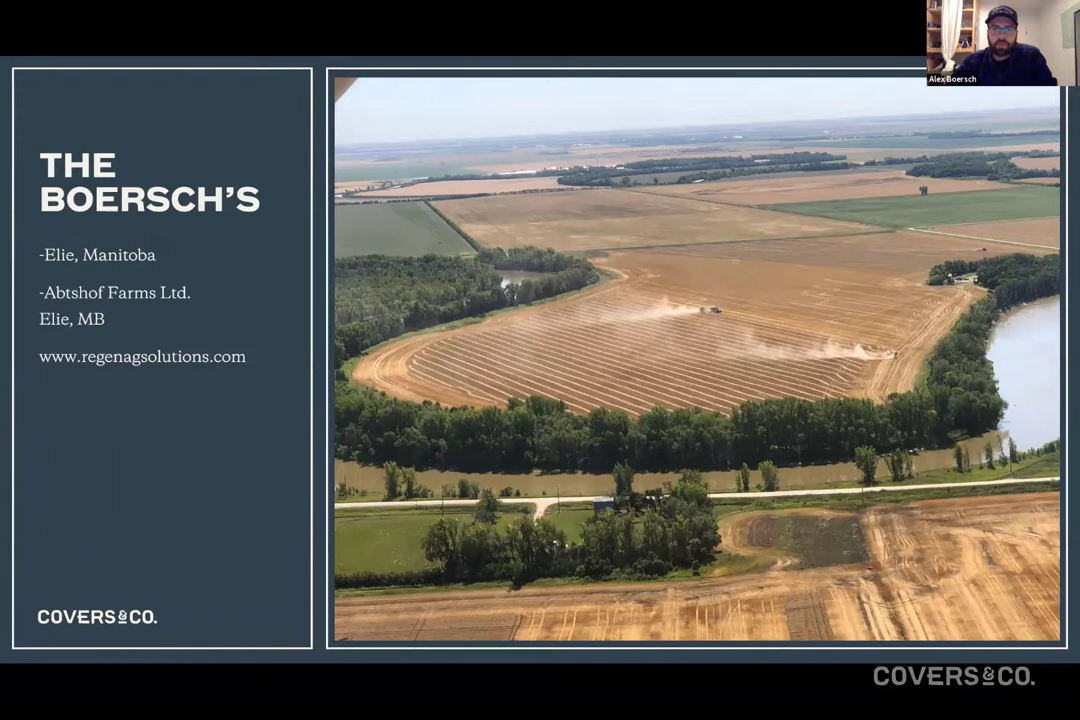 Alex Boersch
THE
BOERSCH'S
-Elie, Manitoba
-Abtshof Farms Ltd.
Elie, MB
www.regenagsolutions.com
COVERS&CO.
COVERS&CO.